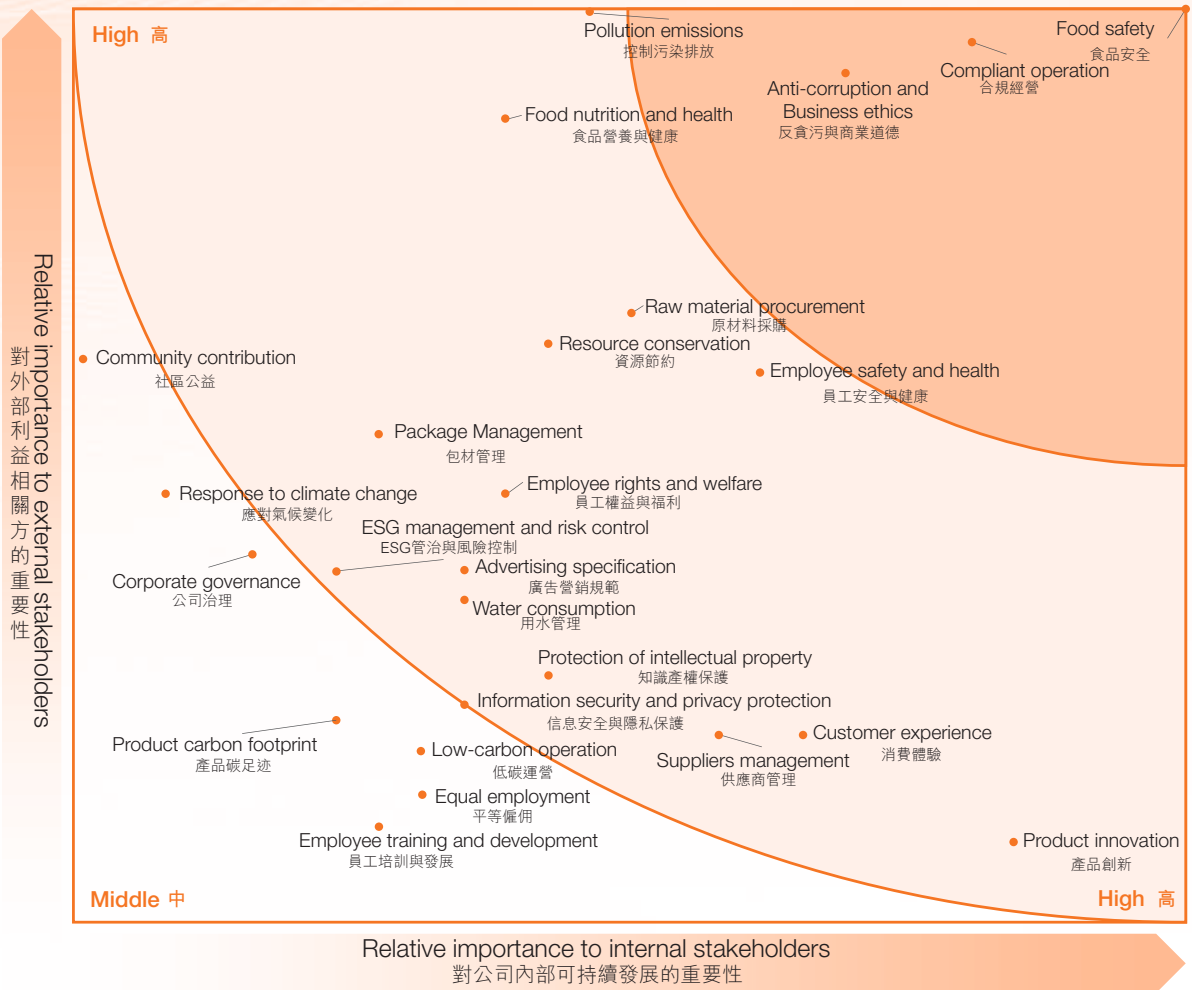 High 高
Pollution emissions
控制污染排放
Food safety
食品安全
Compliant operation
合規經營
Anti-corruption and
Business ethics
反貪污與商業道德
Food nutrition and health
食品營養與健康
Raw material procurement
原材料採購
Resource conservation
資源節約
Community contribution
社區公益
Employee safety and health
員工安全與健康
Package Management
包材管理
Response to climate change
應對氣候變化
Employee rights and welfare
員工權益與福利
ESG management and risk control
ESG管治與風險控制
Corporate governance
公司治理
Advertising specification
廣告營銷規範
Water consumption
用水管理
Protection of intellectual property
知識產權保護
Information security and privacy protection
信息安全與隱私保護
Product carbon footprint
產品碳足迹
Low-carbon operation
低碳運營
Suppliers management
供應商管理
Customer experience
消費體驗
Equal employment
平等僱佣
Employee training and development
員工培訓與發展
Product innovation
產品創新
Middle 中
High 高
Relative importance to external stakeholders
對外部利益相關方的重要性
Relative importance to internal stakeholders
對公司內部可持續發展的重要性